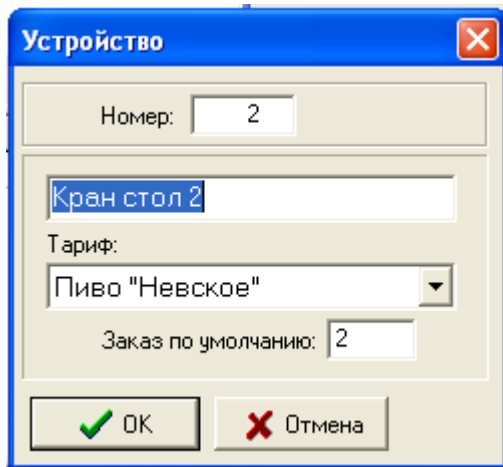 Устройство
Номер: 2
Кран стол 2
Тариф:
Пиво "Невское"
Заказ по умолчанию: 2
OK
Отмена